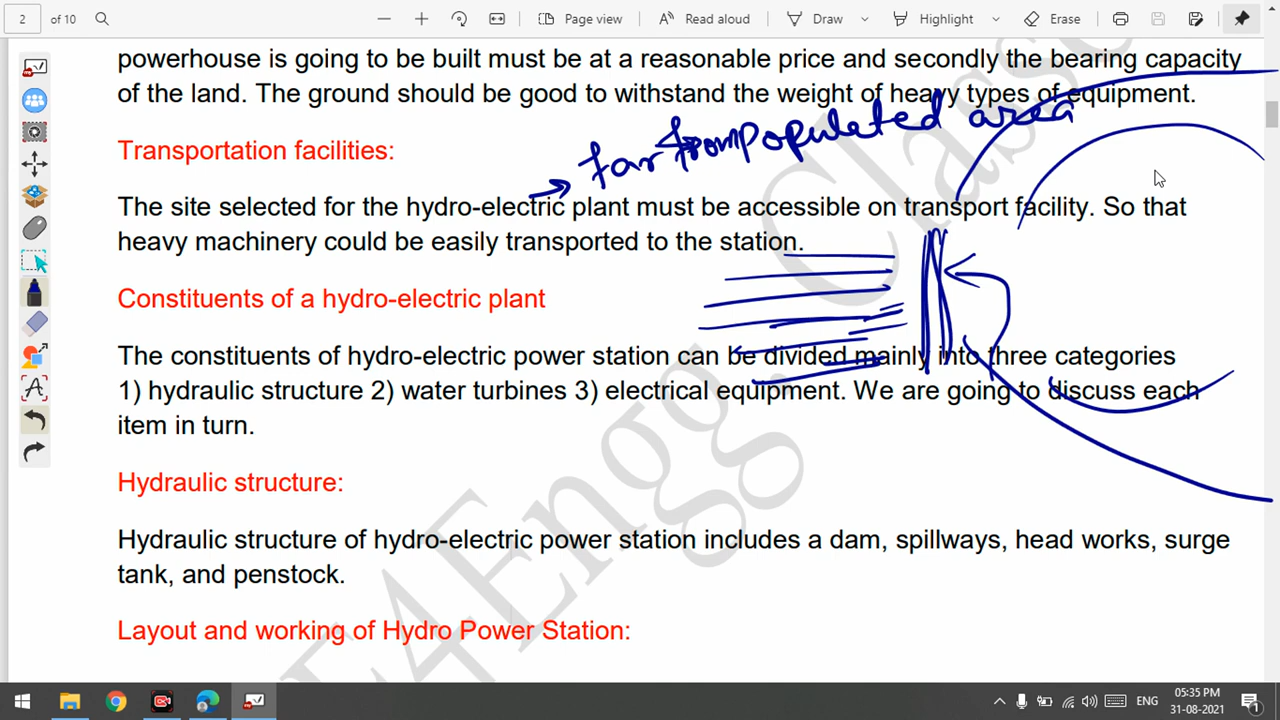 2 of 10 Page view Read aloud Draw Highlight Erase
powerhouse is going to be built must be at a reasonable price and secondly the bearing capacity
of the land. The ground should be good to withstand the weight of heavy types of equipment.
far from populated area
Transportation facilities:
The site selected for the hydro-electric plant must be accessible on transport facility. So that
heavy machinery could be easily transported to the station.
Constituents of a hydro-electric plant
The constituents of hydro-electric power station can be divided mainly into three categories
1) hydraulic structure 2) water turbines 3) electrical equipment. We are going to discuss each
item in turn.
Hydraulic structure:
Hydraulic structure of hydro-electric power station includes a dam, spillways, head works, surge
tank, and penstock.
Layout and working of Hydro Power Station:
E4Engg. Classe
ENG
05:35 PM
31-08-2021